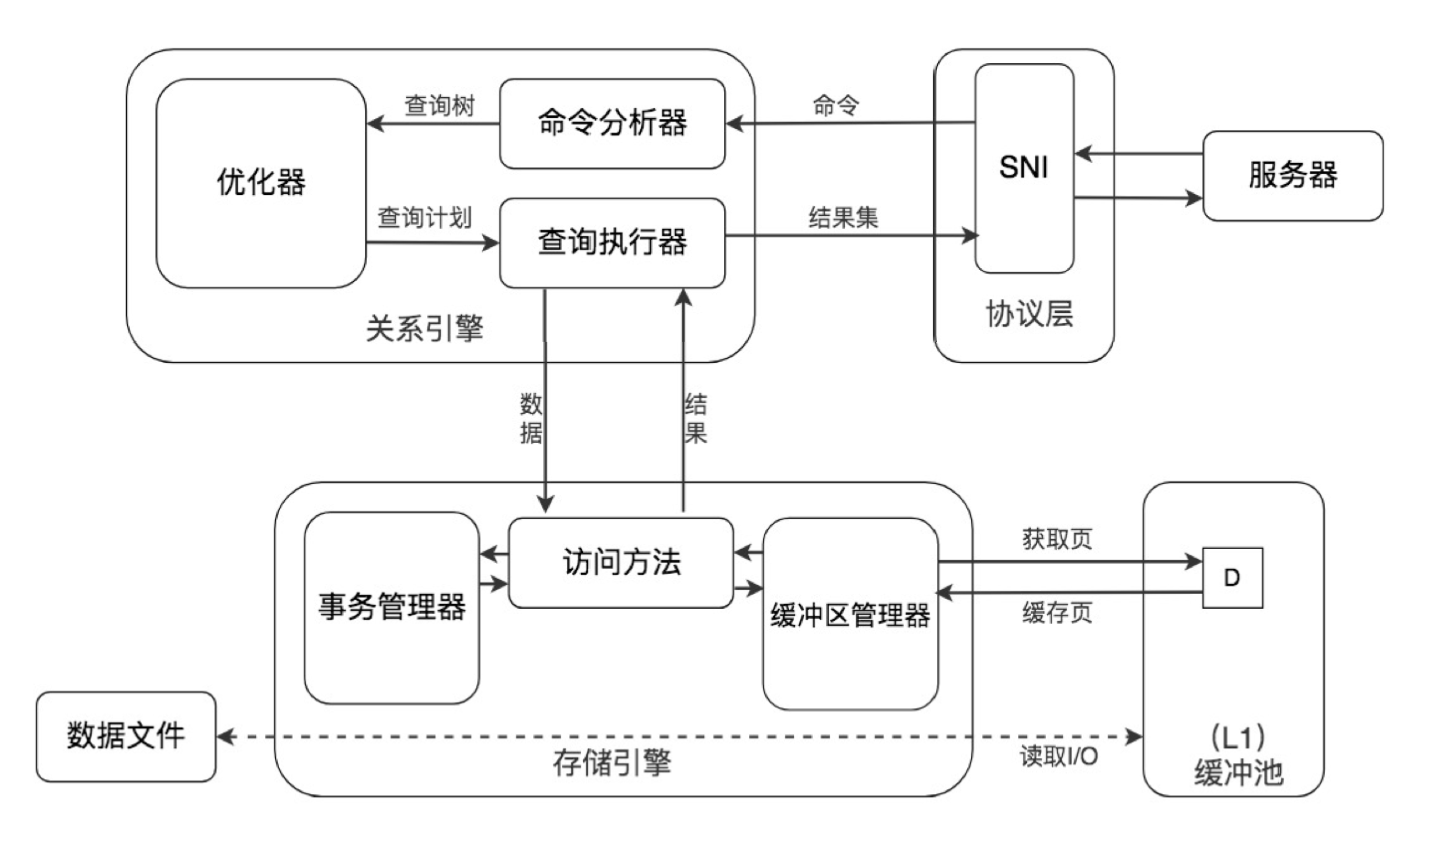 查询树
命令分析器
命令
优化器
SNI
服务器
查询计划
查询执行器
结果集
关系引擎
协议层
数
据
结
果
访问方法
获取页
D
事务管理器
缓冲区管理器
缓存页
数据文件
存储引擎
读取I/O
(L1)
缓冲池